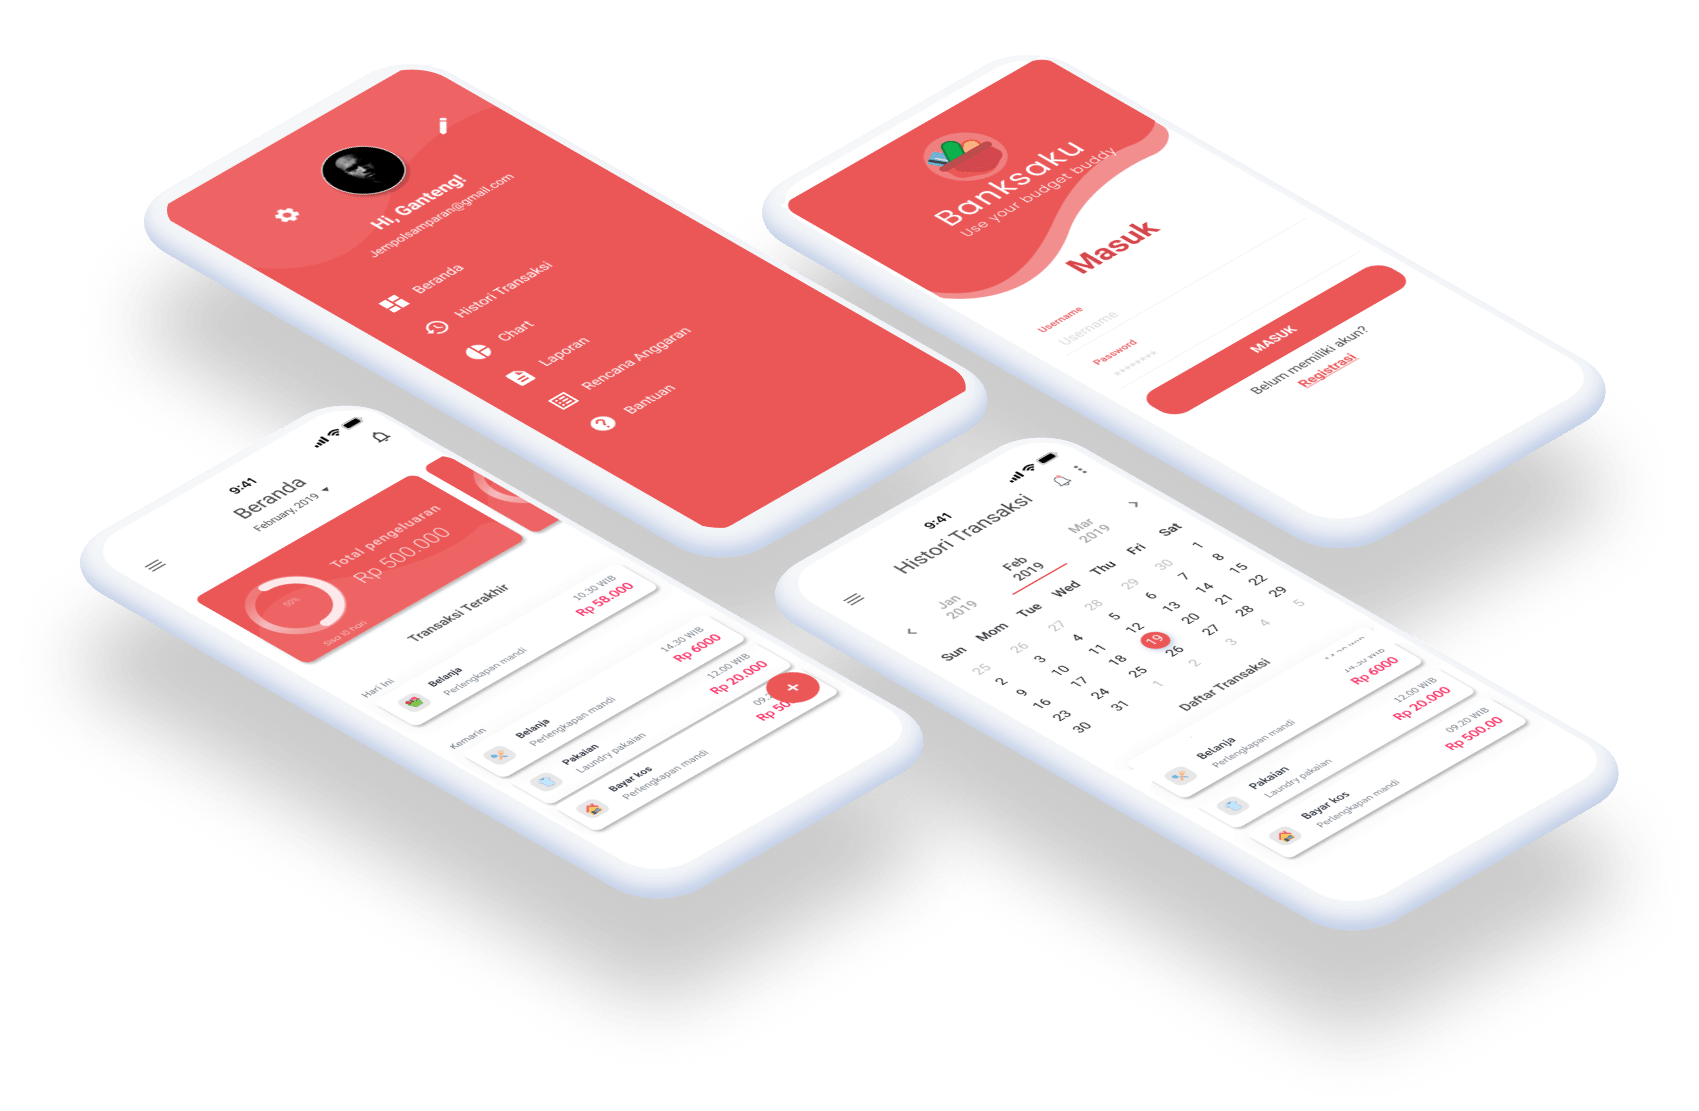 Hi, Ganteng!
Jempolsamparan@gmail.com
Beranda
Histori Transaksi
Chart
Laporan
Rencana Anggaran
Bantuan
Banksaku
Use your budget buddy
Masuk
Username
Username
Password
********
MASUK
Belum memiliki akun?
Registrasi
9:41
Beranda
February, 2019
Total pengeluaran
Rp 500.000
50%
Sisa 10 hari
Transaksi Terakhir
Hari Ini
10.30 WIB
Belanja
Rp 58.000
Perlengkapan mandi
Kemarin
14.30 WIB
Belanja
Rp 6000
Perlengkapan mandi
12.00 WIB
Pakaian
Rp 20.000
Laundry pakaian
Bayar kos
Perlengkapan mandi
9:41
Histori Transaksi
Jan 2019
Feb 2019
Mar 2019
Sun Mom Tue Wed Thu Fri Sat
25 26 27 28 29 30 1
2 3 4 5 6 7 8
9 10 11 12 13 14 15
16 17 18 19 20 21 22
23 24 25 26 27 28 29
30 31 1 2 3 4 5
Daftar Transaksi
14.30 WIB
Belanja
Rp 6000
Perlengkapan mandi
12.00 WIB
Pakaian
Rp 20.000
Laundry pakaian
09.20 WIB
Bayar kos
Rp 500.00
Perlengkapan mandi